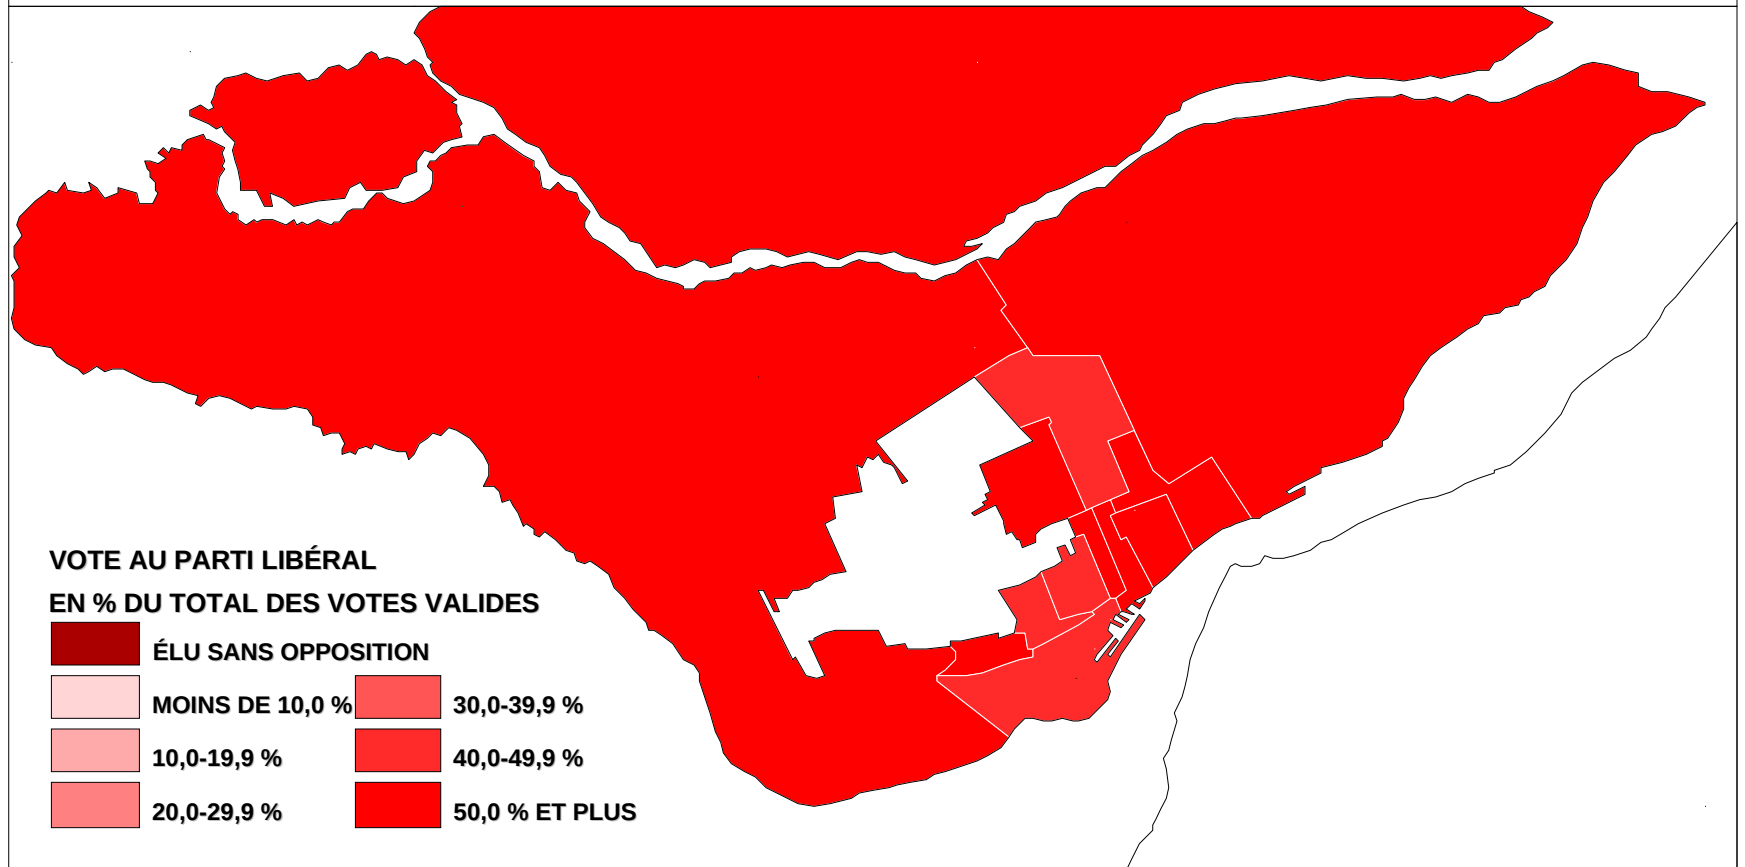 VOTE AU PARTI LIBÉRAL
EN % DU TOTAL DES VOTES VALIDES
ÉLU SANS OPPOSITION
MOINS DE 10,0 %
30,0-39,9 %
10,0-19,9 %
40,0-49,9 %
20,0-29,9 %
50,0 % ET PLUS